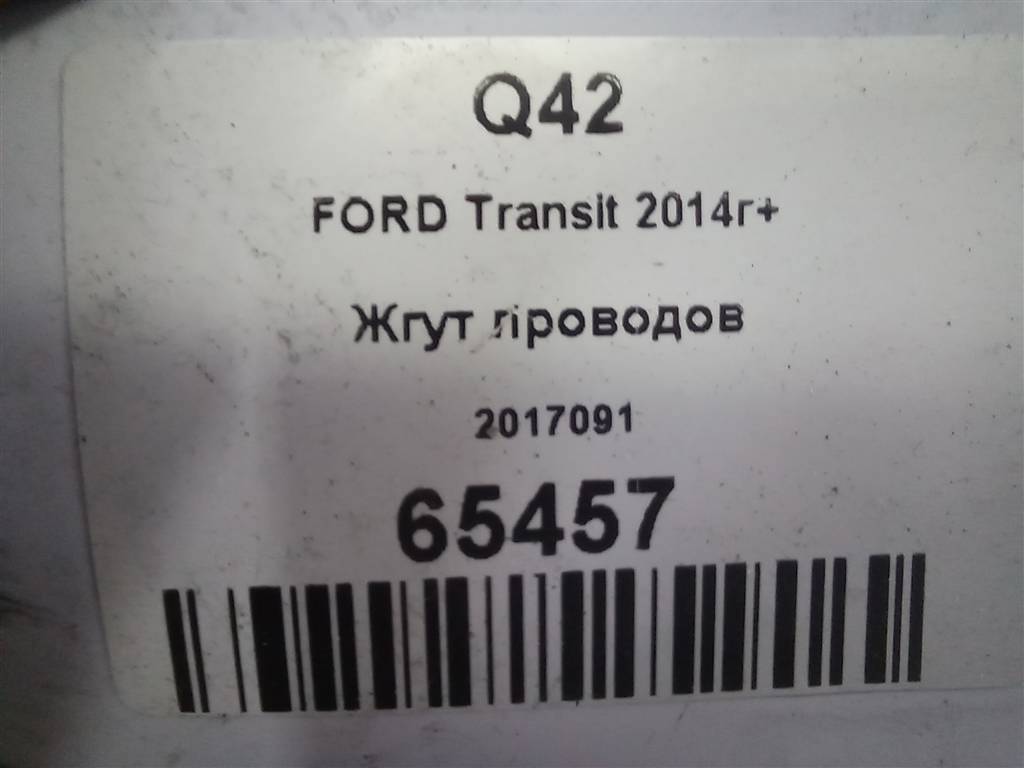 Q42
FORD Transit 2014г+
Жгут проводов
2017091
65457